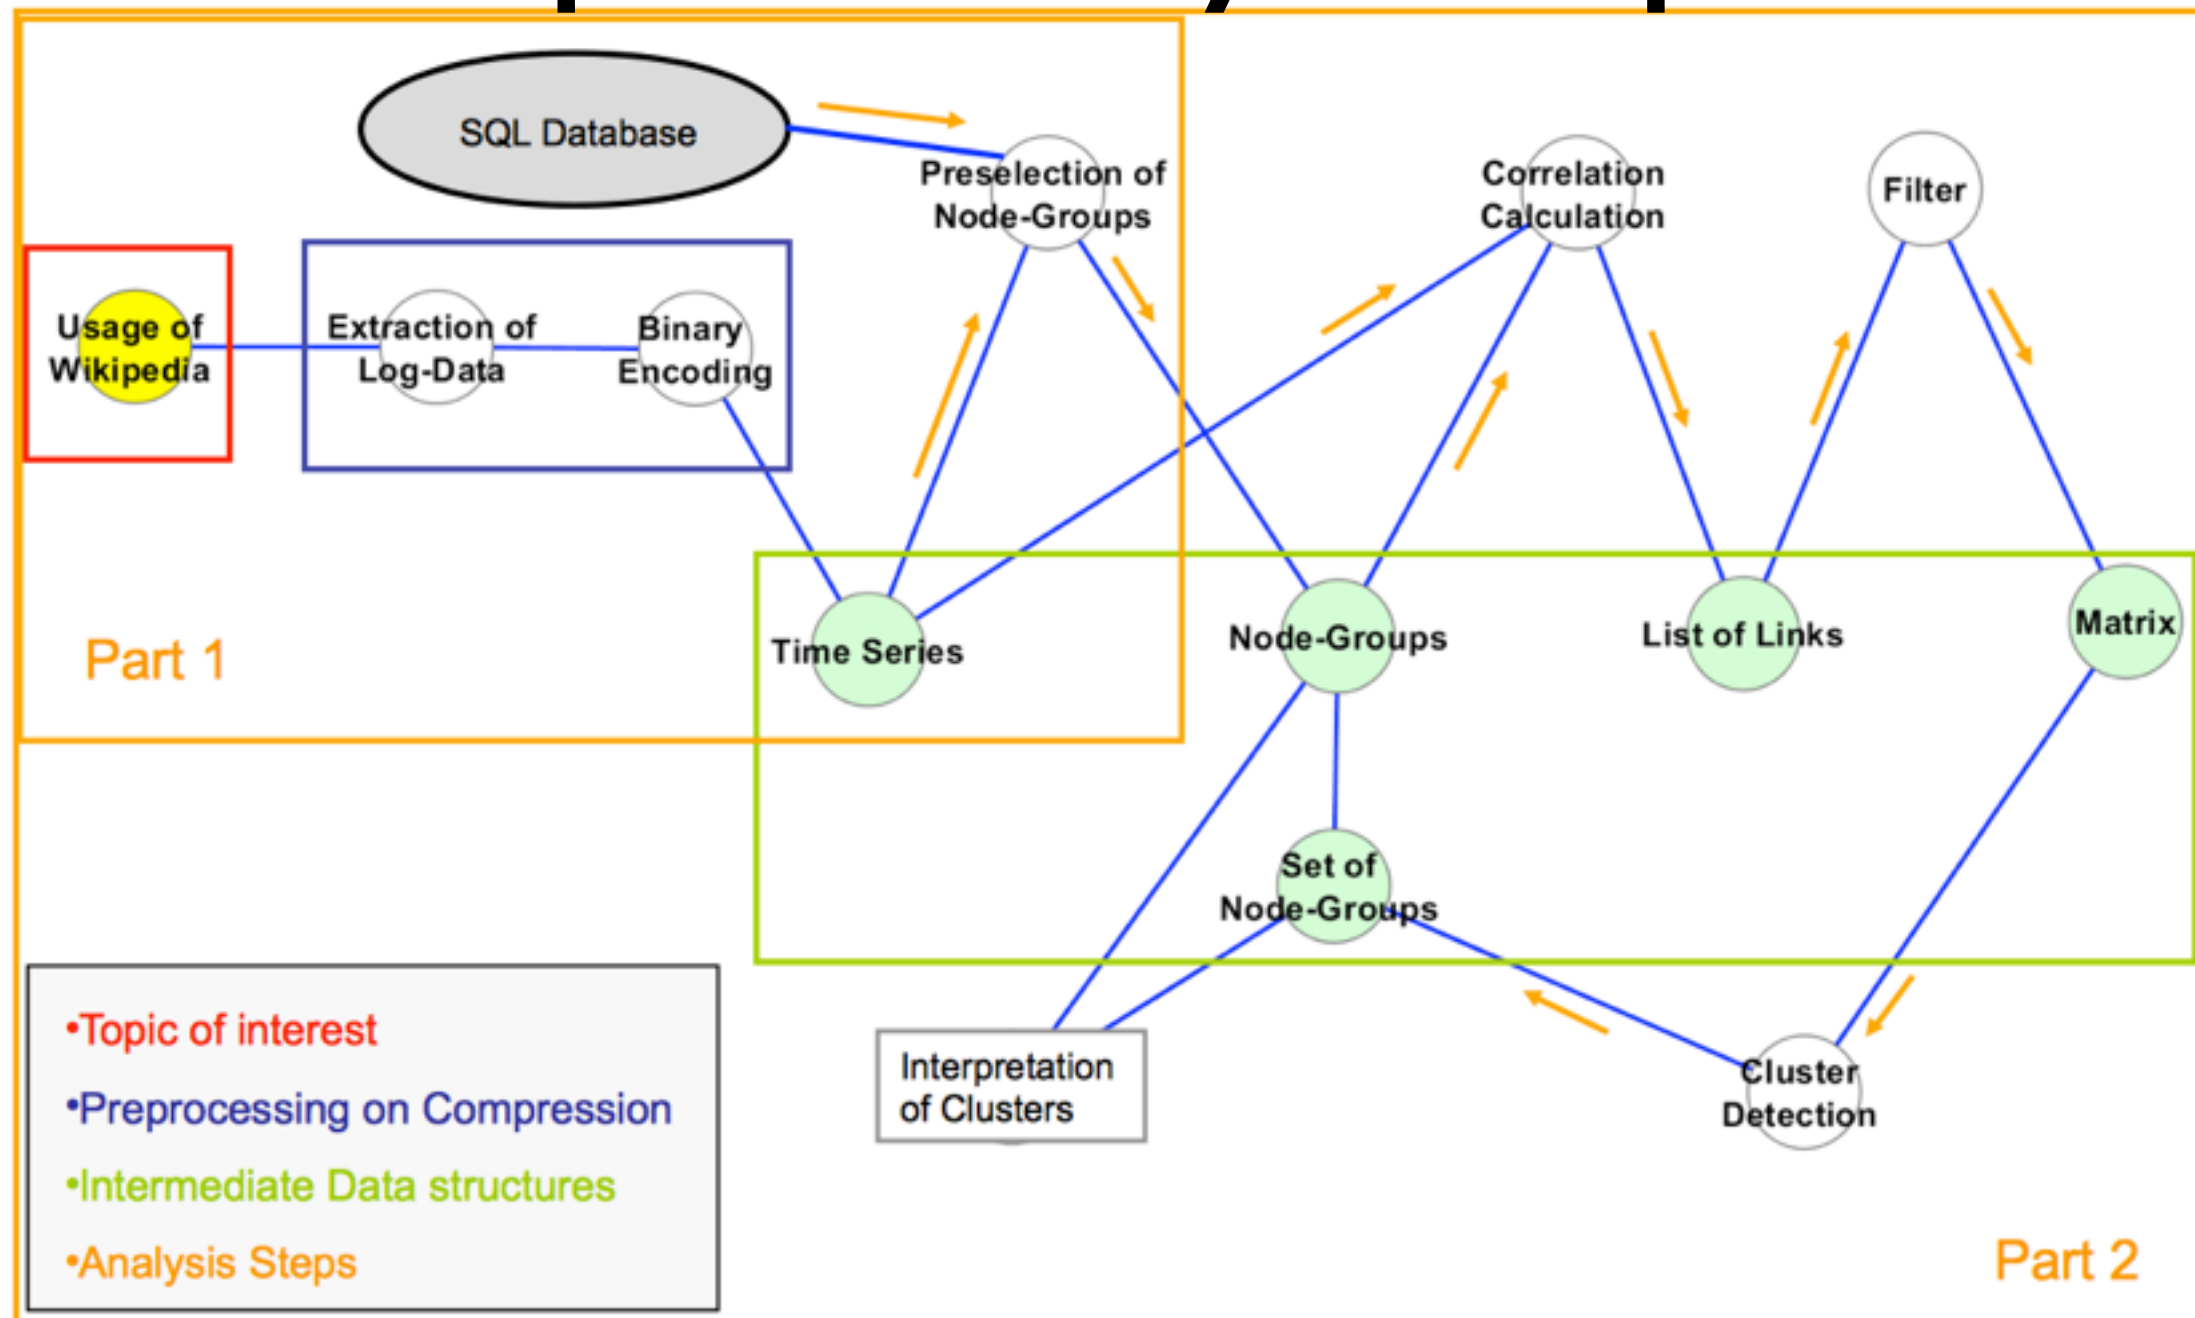 SQL Database
Preselection of
Node-Groups
Correlation
Calculation
Filter
Usage of
Wikipedia
Extraction of
Log-Data
Binary
Encoding
Time Series
Node-Groups
List of Links
Matrix
Part 1
Set of
Node-Groups
Interpretation
of Clusters
Cluster
Detection
•Topic of interest
•Preprocessing on Compression
•Intermediate Data structures
•Analysis Steps
Part 2